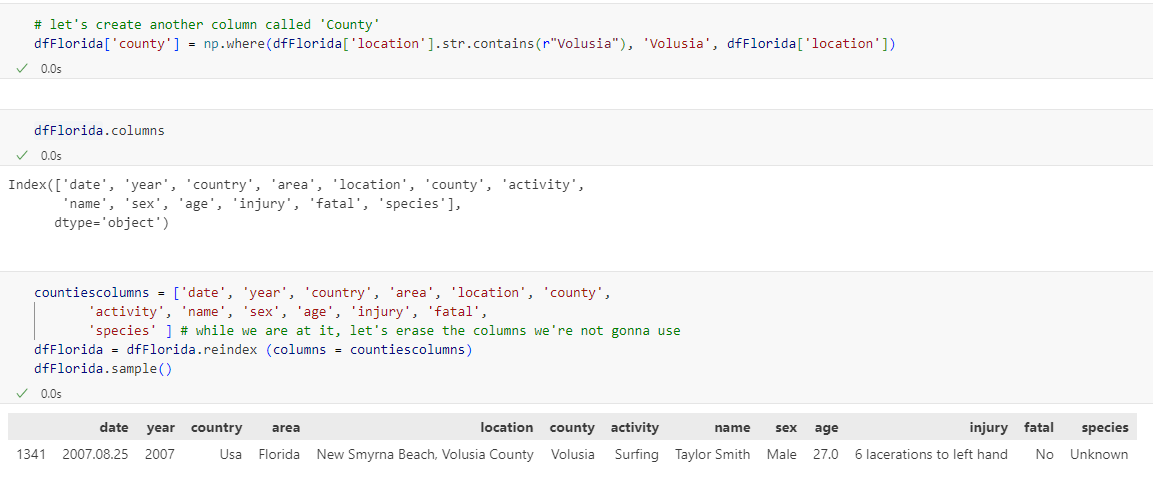 # let's create another column called 'County'
dfFlorida['county'] = np.where(dfFlorida['location'].str.contains(r"Volusia"), 'Volusia', dfFlorida['location'])
0.0s
dfFlorida.columns
0.0s
Index(['date', 'year', 'country', 'area', 'location', 'county', 'activity',
'name', 'sex', 'age', 'injury', 'fatal', 'species'],
dtype='object')
countiescolumns = ['date', 'year', 'country', 'area', 'location', 'county',
'activity', 'name', 'sex', 'age', 'injury', 'fatal',
'species' ] # while we are at it, let's erase the columns we're not gonna use
dfFlorida = dfFlorida.reindex (columns = countiescolumns)
dfFlorida.sample()
0.0s
date year country area location county activity name sex age injury fatal species
1341 2007.08.25 2007 Usa Florida New Smyrna Beach, Volusia County Volusia Surfing Taylor Smith Male 27.0 6 lacerations to left hand No Unknown